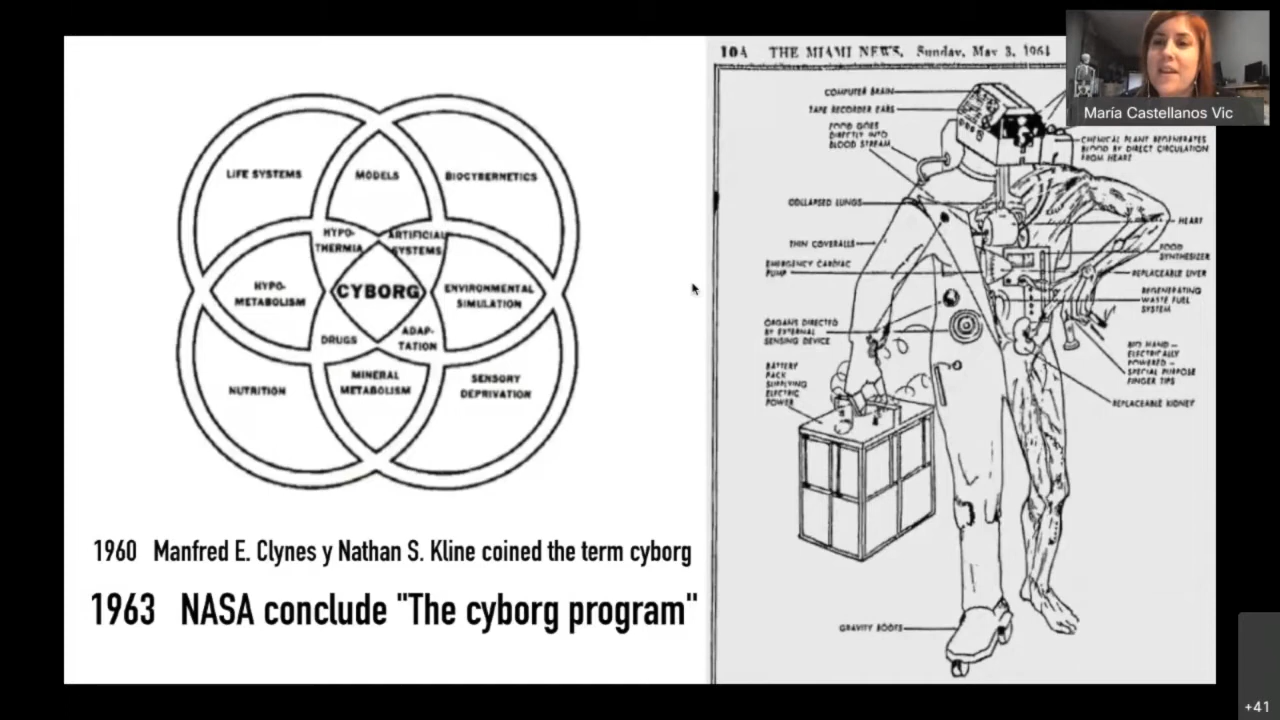 LIFE SYSTEMS
MODELS
BIOCYBERNETICS
HYPO-
THERMIA
ARTIFICIAL
SYSTEMS
HYPO-
METABOLISM
CYBORG
ENVIRONMENTAL
SIMULATION
DRUGS
ADAP-
TATION
NUTRITION
MINERAL
METABOLISM
SENSORY
DEPRIVATION
1960 Manfred E. Clynes y Nathan S. Kline coined the term cyborg
1963 NASA conclude "The cyborg program"
10A THE MIAMI NEWS, Sunday, May 3, 1964
COMPUTER BRAIN
TAPE RECORDER EARS
FOOD GOES
DIRECTLY INTO
BLOOD STREAM
COLLAPSED LUNGS
THIN COVERALLS
EMERGENCY CARDIAC
PUMP
ORGANS DIRECTED
BY EXTERNAL
SENSING DEVICE
BATTERY
PACK
SUPPLYING
ELECTRIC
POWER
GRAVITY BOOTS
CHEMICAL PLANT REGENERATES
BLOOD BY DIRECT CIRCULATION
FROM HEART
HEART
FOOD
SYNTHESIZER
REPLACEABLE LIVER
REGENERATING
WASTE FUEL
SYSTEM
BIO HAND—
ELECTRICALLY
POWERED—
SPECIAL PURPOSE
FINGER TIPS
REPLACEABLE KIDNEY
María Castellanos Vic
+41